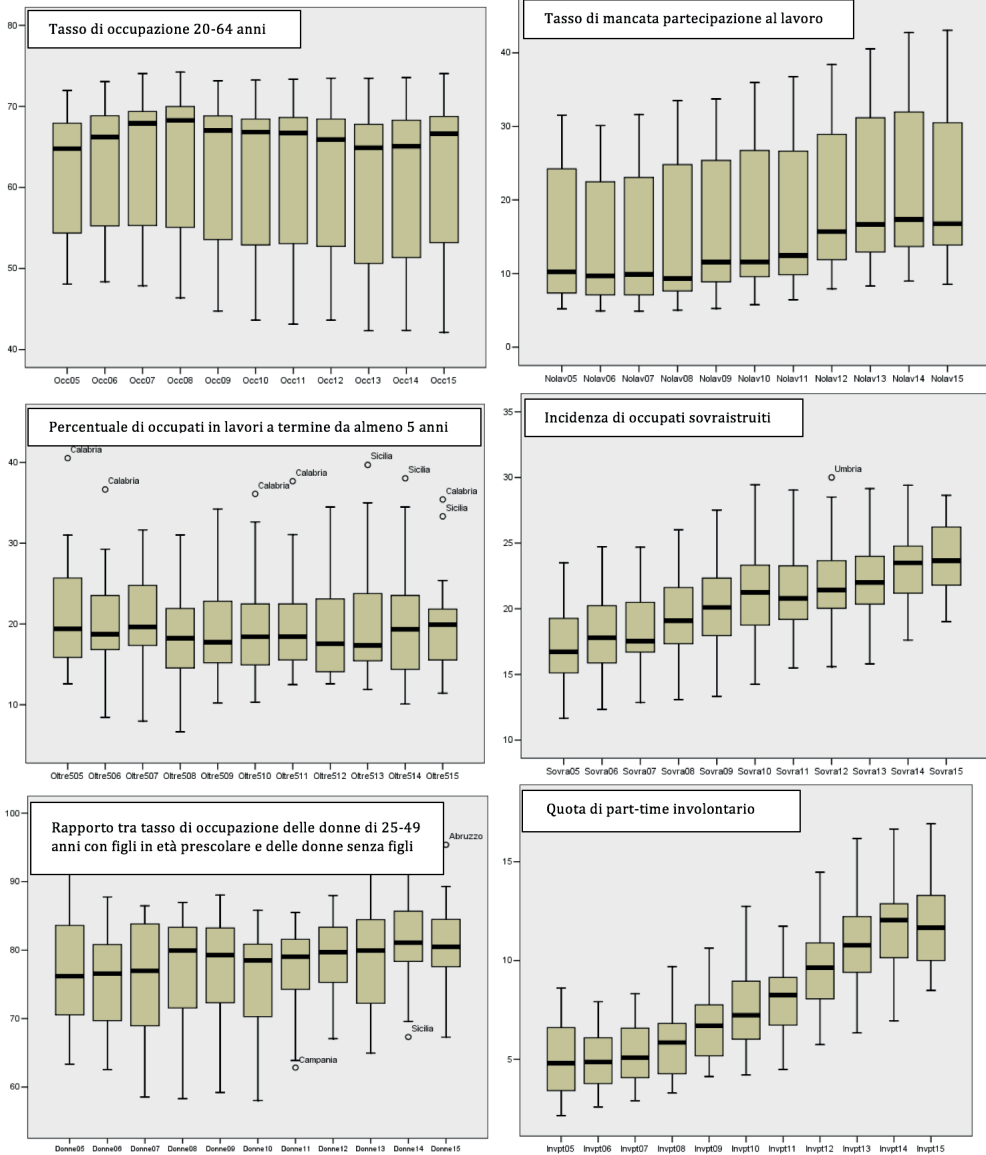 Tasso di occupazione 20-64 anni
80
70
60
50
40
Occ05 Occ06 Occ07 Occ08 Occ09 Occ10 Occ11 Occ12 Occ13 Occ14 Occ15
Tasso di mancata partecipazione al lavoro
40
30
20
10
0
Nolav05 Nolav06 Nolav07 Nolav08 Nolav09 Nolav10 Nolav11 Nolav12 Nolav13 Nolav14 Nolav15
Percentuale di occupati in lavori a termine da almeno 5 anni
Calabria
Calabria
Calabria
Calabria
Sicilia
Sicilia
Calabria
Sicilia
40
30
20
10
Oltre505 Oltre506 Oltre507 Oltre508 Oltre509 Oltre510 Oltre511 Oltre512 Oltre513 Oltre514 Oltre515
Incidenza di occupati sovraistruiti
Umbria
35
30
25
20
15
10
Sovra05 Sovra06 Sovra07 Sovra08 Sovra09 Sovra10 Sovra11 Sovra12 Sovra13 Sovra14 Sovra15
Rapporto tra tasso di occupazione delle donne di 25-49
anni con figli in età prescolare e delle donne senza figli
Abruzzo
Sicilia
Campania
100
90
80
70
60
Donne05 Donne06 Donne07 Donne08 Donne09 Donne10 Donne11 Donne12 Donne13 Donne14 Donne15
Quota di part-time involontario
15
10
5
Invpt05 Invpt06 Invpt07 Invpt08 Invpt09 Invpt10 Invpt11 Invpt12 Invpt13 Invpt14 Invpt15